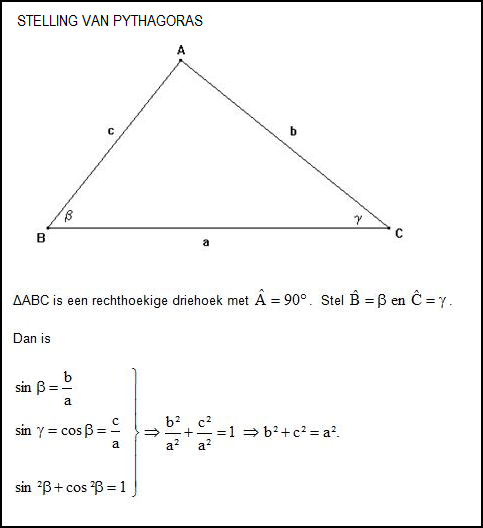 STELLING VAN PYTHAGORAS
A
c
b
β
γ
B
C
a
ΔABC is een rechthoekige driehoek met Â = 90°. Stel B̂ = β en Ĉ = γ.
Dan is
sin β = b/a
sin γ = cos β = c/a ⇒ b²/a² + c²/a² = 1 ⇒ b² + c² = a².
sin ²β + cos ²β = 1